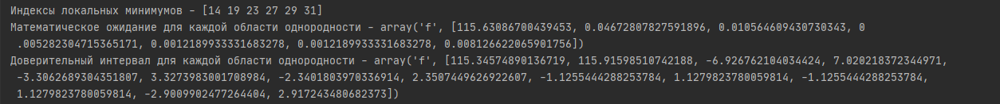 Индексы локальных минимумов - [14 19 23 27 29 31]
Математическое ожидание для каждой области однородности - array('f', [115.63086700439453, 0.04672807827591896, 0.010564609430730343, 0
.005282304715365171, 0.0012189933331683278, 0.0012189933331683278, 0.008126622065901756])
Доверительный интервал для каждой области однородности - array('f', [115.34574890136719, 115.91598510742188, -6.926762104034424, 7.020218372344971,
-3.3062689304351807, 3.3273983001708984, -2.3401803970336914, 2.3507449626922607, -1.1255444288253784, 1.1279823780059814, -1.1255444288253784,
1.1279823780059814, -2.9009902477264404, 2.917243480682373])